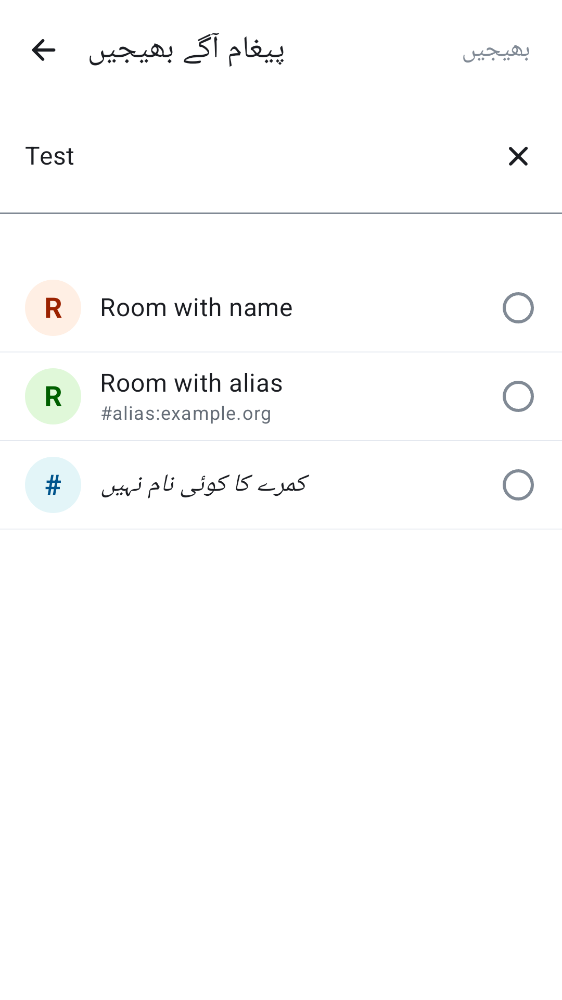 پیغام آگے بھیجیں
بھیجیں
Test
R
Room with name
R
Room with alias
#alias:example.org
#
کمرے کا کوئی نام نہیں